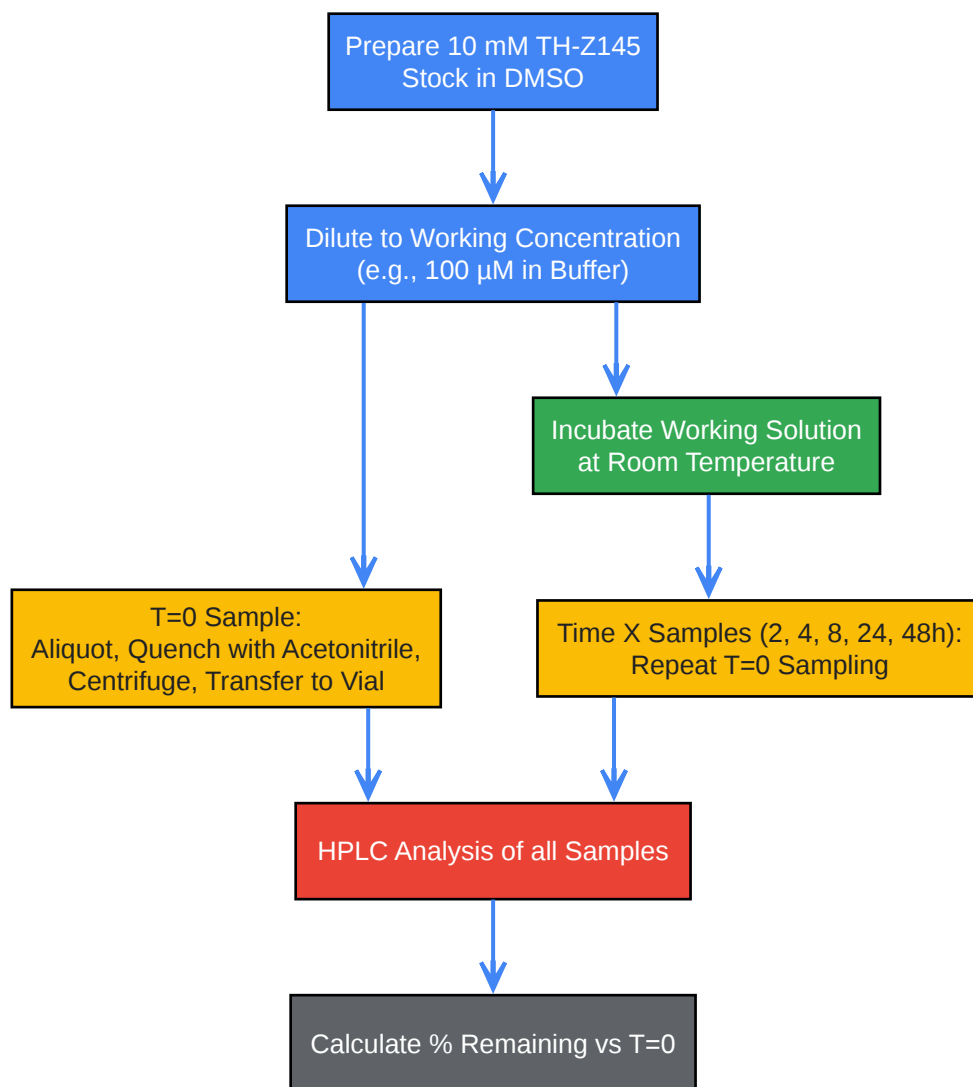 Prepare 10 mM TH-Z145
Stock in DMSO
Dilute to Working Concentration
(e.g., 100 µM in Buffer)
Incubate Working Solution
at Room Temperature
T=0 Sample:
Aliquot, Quench with Acetonitrile,
Centrifuge, Transfer to Vial
Time X Samples (2, 4, 8, 24, 48h):
Repeat T=0 Sampling
HPLC Analysis of all Samples
Calculate % Remaining vs T=0